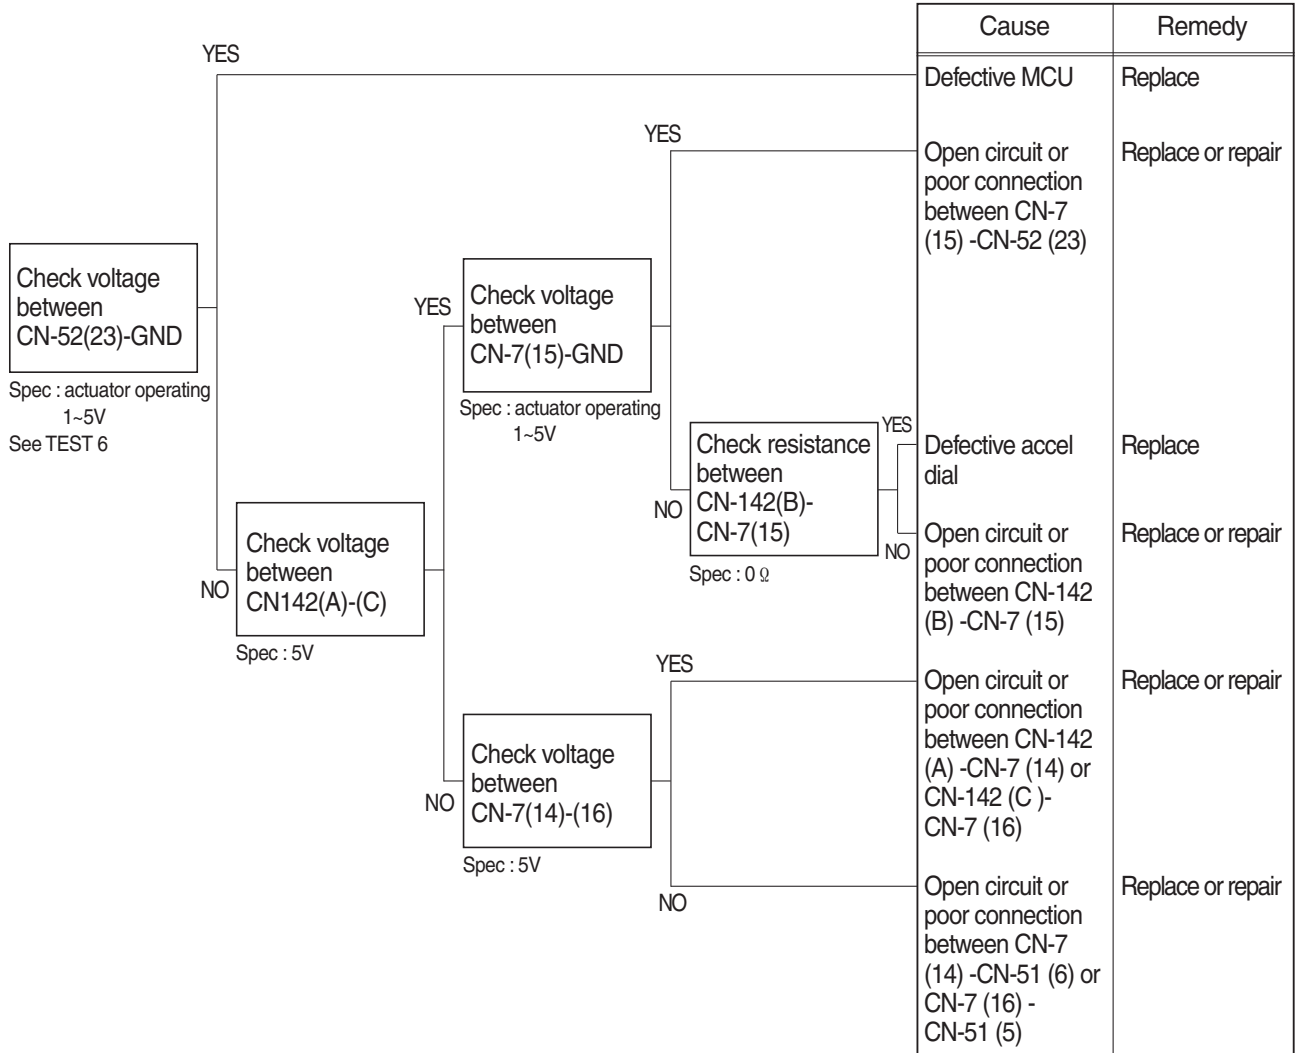 Cause
Remedy
YES
Defective MCU
Replace
YES
Open circuit or
poor connection
between CN-7
(15) -CN-52 (23)
Replace or repair
Check voltage
between
CN-52(23)-GND
Spec : actuator operating
1~5V
See TEST 6
YES
Check voltage
between
CN-7(15)-GND
Spec : actuator operating
1~5V
NO
Check resistance
between
CN-142(B)-
CN-7(15)
Spec : 0 Ω
YES
Defective accel
dial
Replace
NO
Open circuit or
poor connection
between CN-142
(B) -CN-7 (15)
Replace or repair
NO
Check voltage
between
CN142(A)-(C)
Spec : 5V
YES
Open circuit or
poor connection
between CN-142
(A) -CN-7 (14) or
CN-142 (C )-
CN-7 (16)
Replace or repair
NO
Check voltage
between
CN-7(14)-(16)
Spec : 5V
NO
Open circuit or
poor connection
between CN-7
(14) -CN-51 (6) or
CN-7 (16) -
CN-51 (5)
Replace or repair